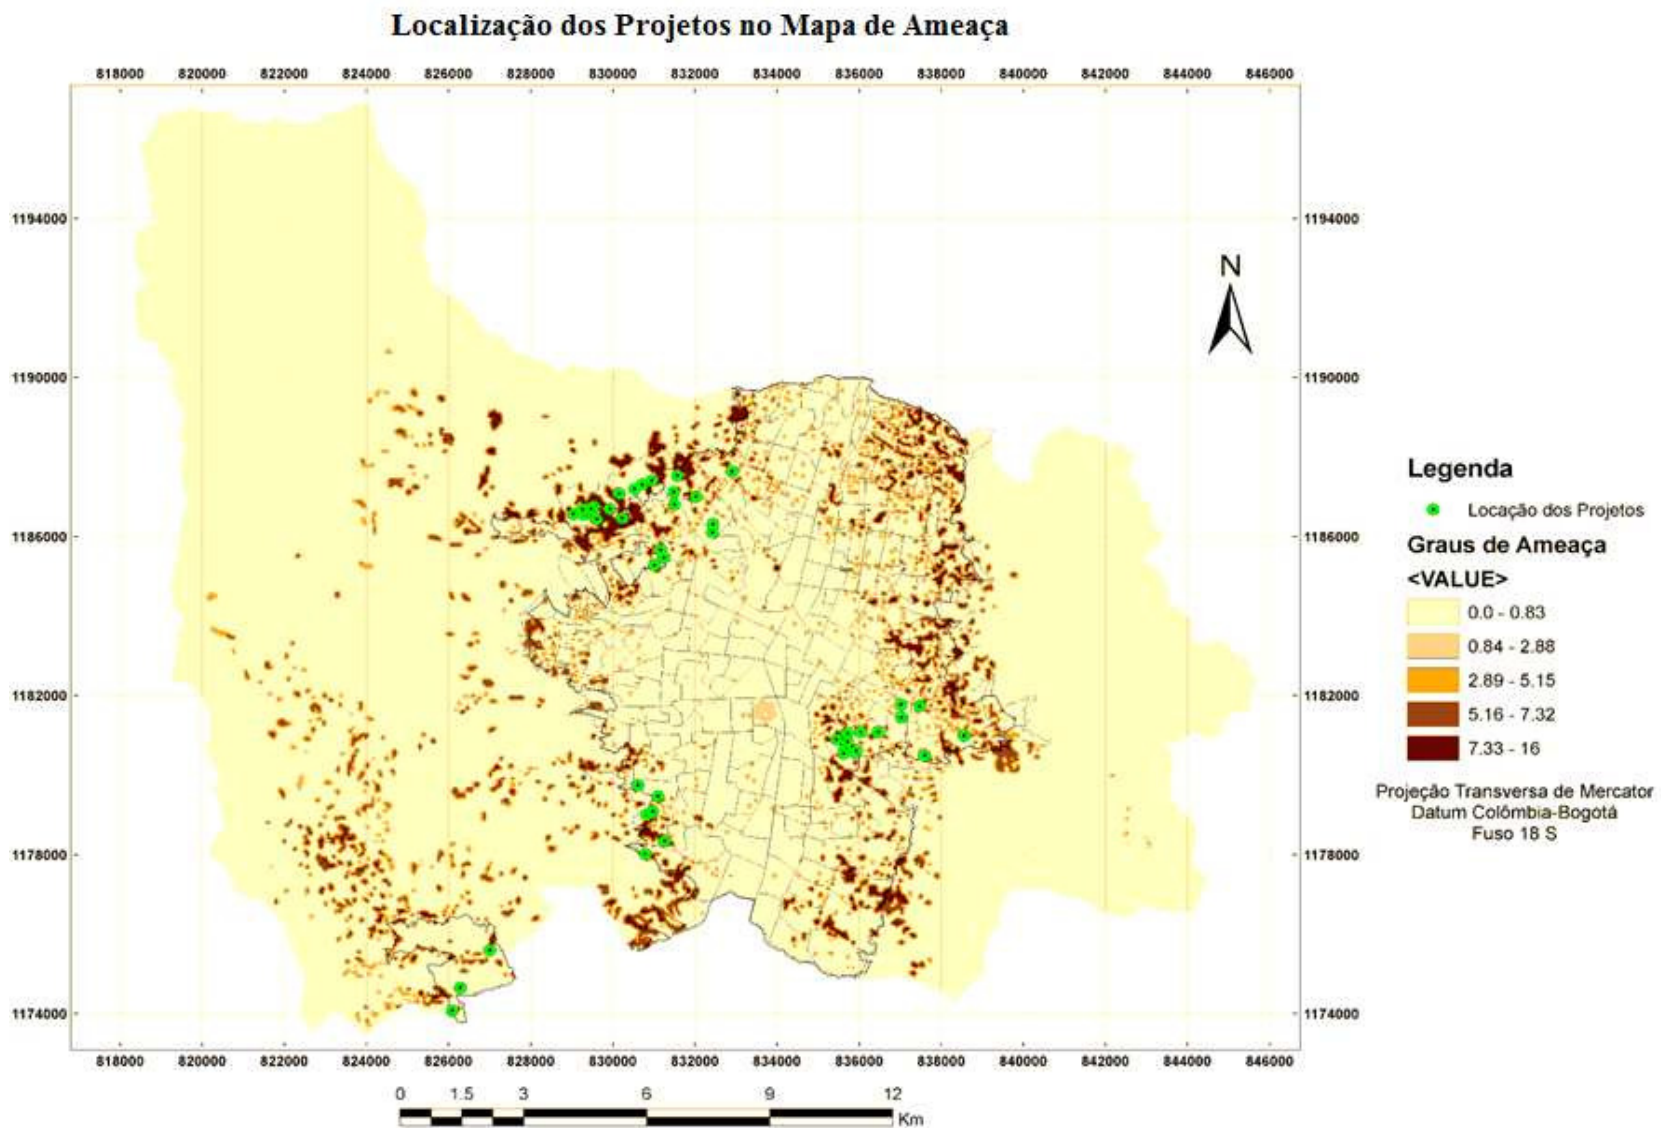 Localização dos Projetos no Mapa de Ameaça
818000 820000 822000 824000 826000 828000 830000 832000 834000 836000 838000 840000 842000 844000 846000
1194000 1194000
N
1190000 1190000
Legenda
Locação dos Projetos
1186000 1186000
Graus de Ameaça
<VALUE>
0.0 - 0.83
0.84 - 2.88
2.89 - 5.15
1182000 1182000
5.16 - 7.32
7.33 - 16
Projeção Transversa de Mercator
Datum Colômbia-Bogotá
Fuso 18 S
1178000 1178000
1174000 1174000
818000 820000 822000 824000 826000 828000 830000 832000 834000 836000 838000 840000 842000 844000 846000
0 1.5 3 6 9 12
Km